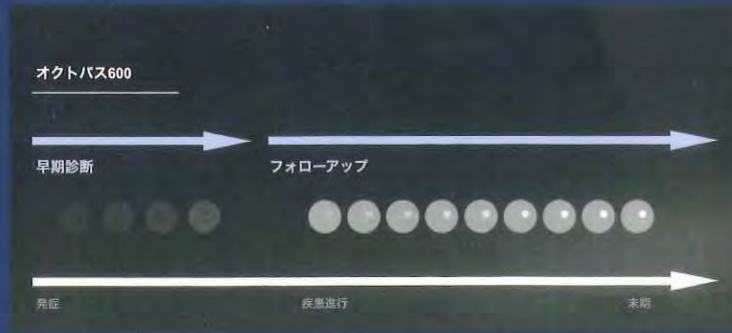 オクトパス600
早期診断
フォローアップ
発症
疾患進行
末期